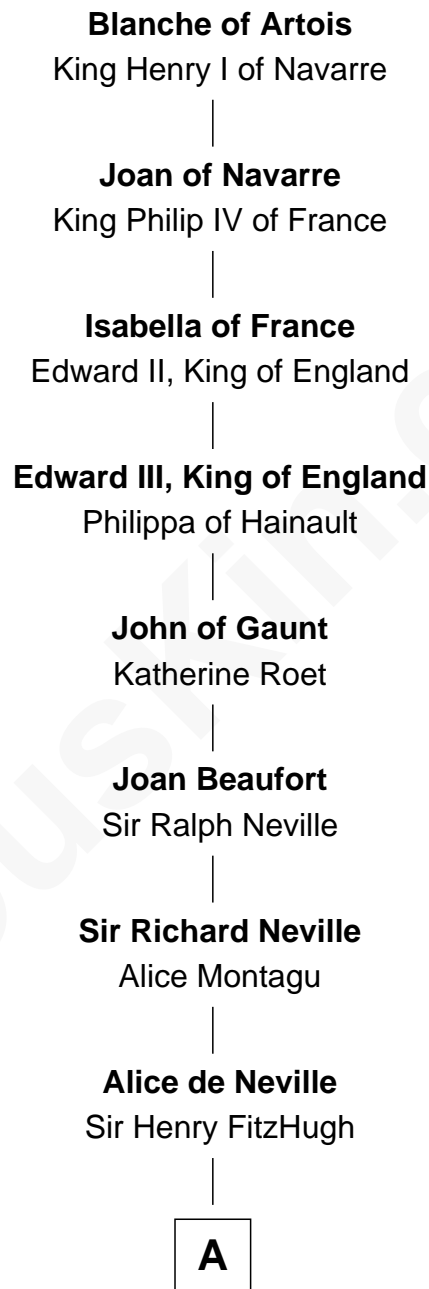 Blanche of Artois
King Henry I of Navarre
Joan of Navarre
King Philip IV of France
Isabella of France
Edward II, King of England
Edward III, King of England
Philippa of Hainault
John of Gaunt
Katherine Roet
Joan Beaufort
Sir Ralph Neville
Sir Richard Neville
Alice Montagu
Alice de Neville
Sir Henry FitzHugh
A